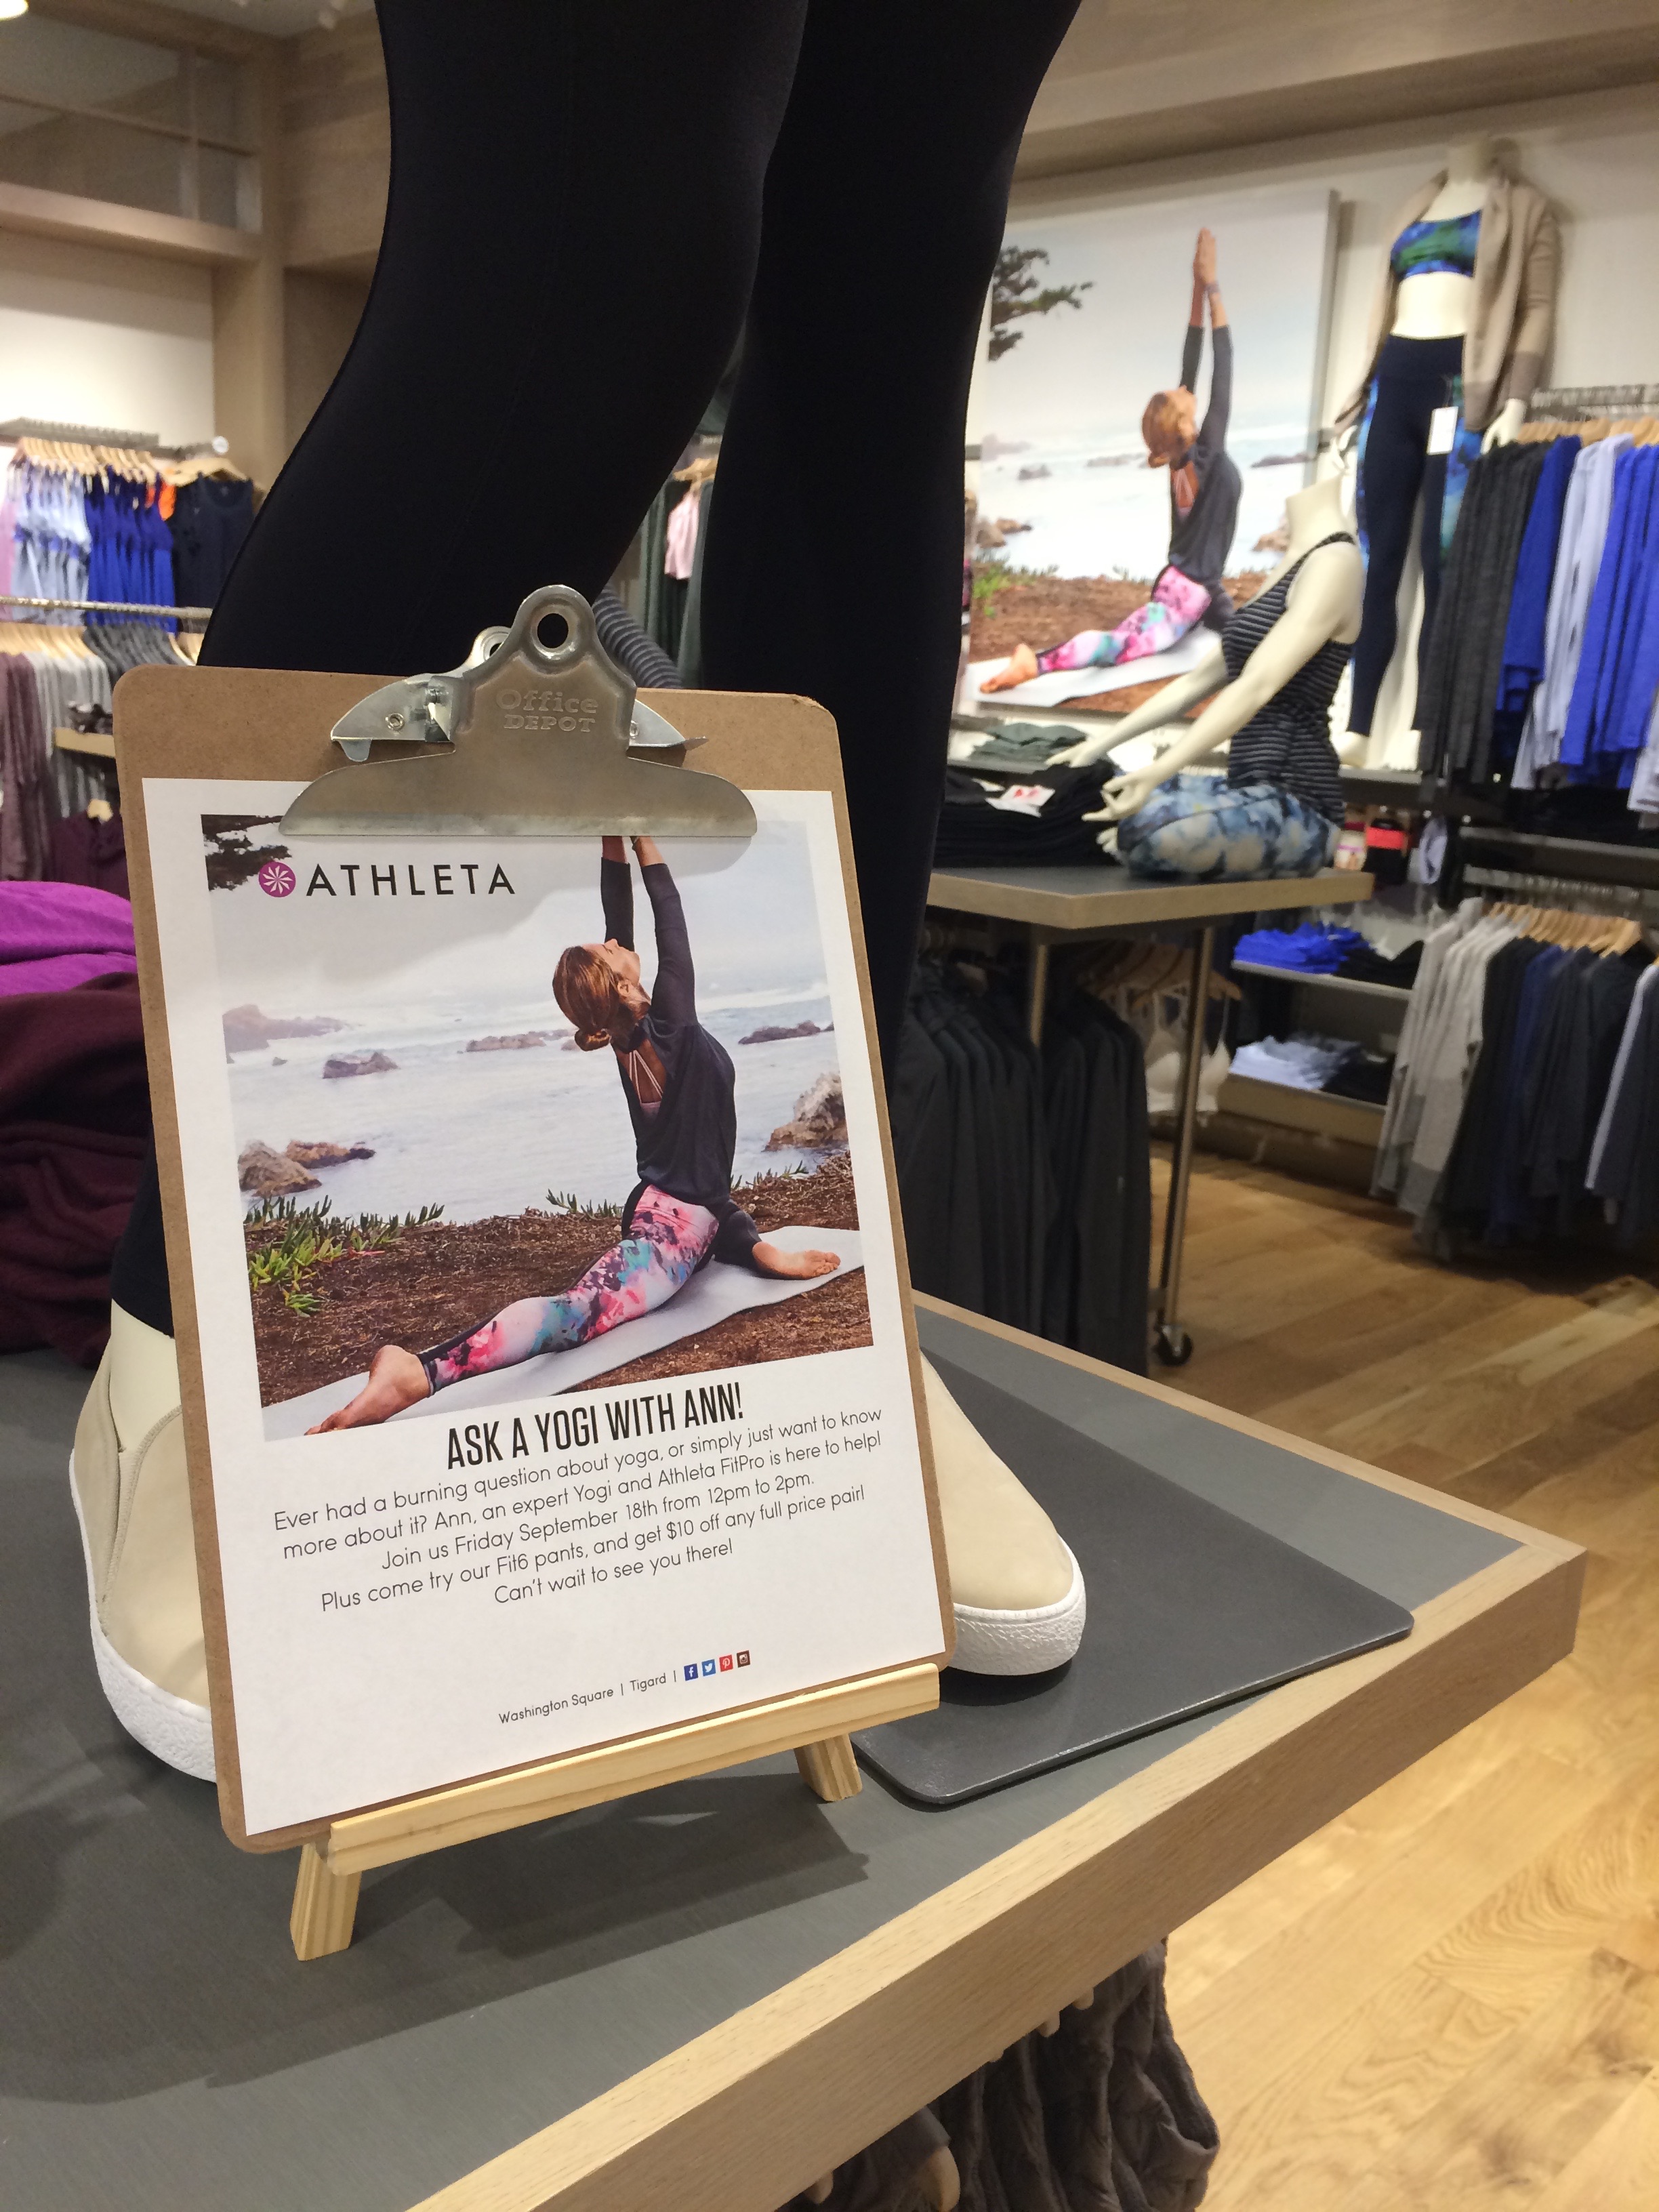 Office
DEPOT
ATHLETA
ASK A YOGI WITH ANN!
Ever had a burning question about yoga, or simply just want to know
more about it? Ann, an expert Yogi and Athleta FitPro is here to help!
Join us Friday September 18th from 12pm to 2pm.
Plus come try our Fit6 pants, and get $10 off any full price pair!
Can't wait to see you there!
Washington Square | Tigard |